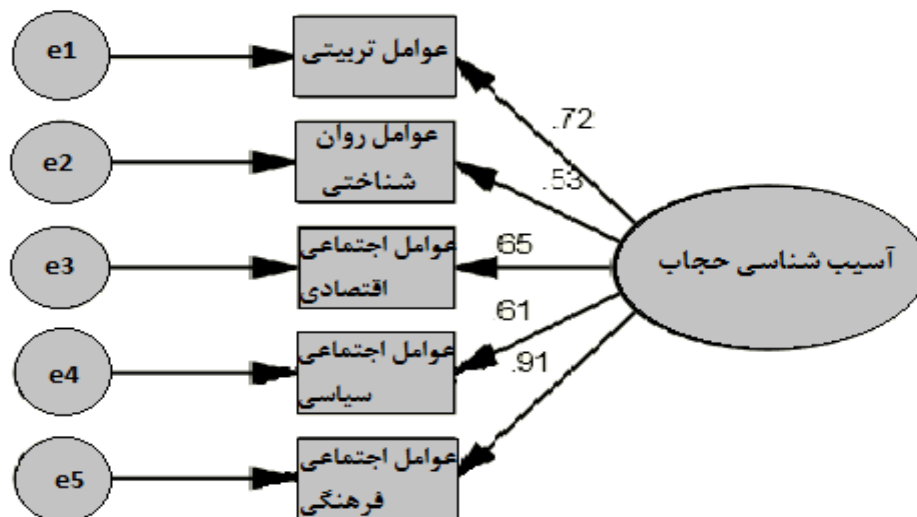 e1
عوامل تربیتی
.72
e2
عوامل روان
شناختی
.53
e3
عوامل اجتماعی
اقتصادی
65
آسیب شناسی حجاب
e4
عوامل اجتماعی
سیاسی
61
.91
e5
عوامل اجتماعی
فرهنگی